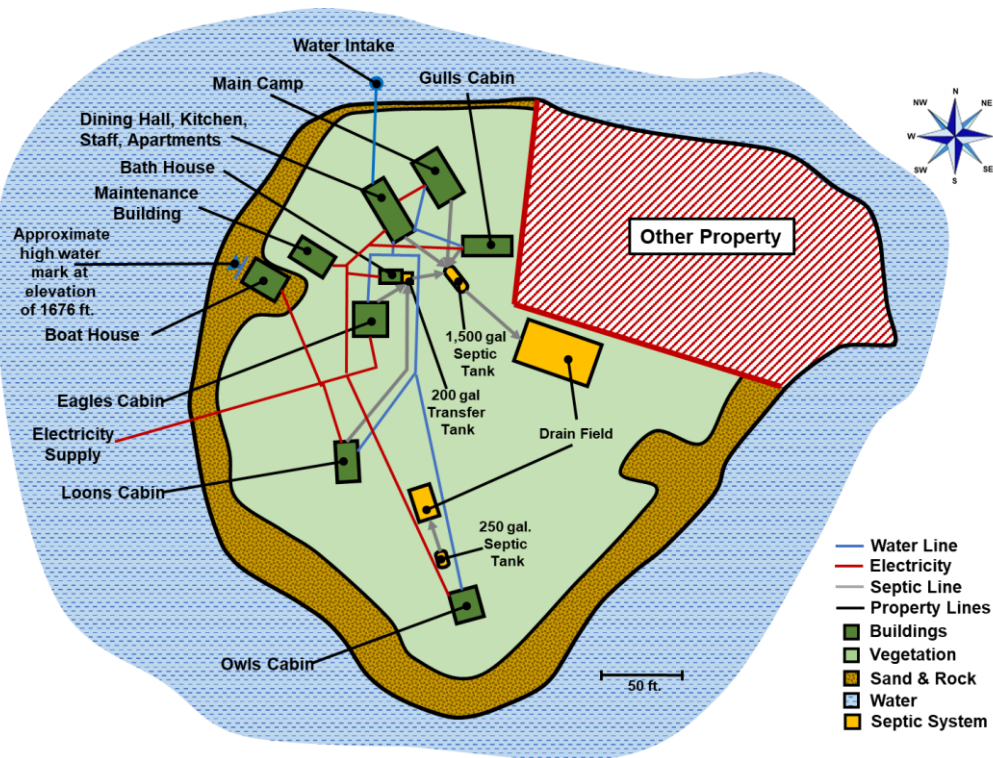 Water Intake
Main Camp
Gulls Cabin
Dining Hall, Kitchen,
Staff, Apartments
Bath House
Maintenance
Building
Approximate
high water
mark at
elevation
of 1676 ft.
Boat House
Eagles Cabin
Electricity
Supply
Loons Cabin
Owls Cabin
1,500 gal
Septic
Tank
200 gal
Transfer
Tank
Drain Field
250 gal.
Septic
Tank
Other Property
N
NE
E
SE
S
SW
W
NW
Water Line
Electricity
Septic Line
Property Lines
Buildings
Vegetation
Sand & Rock
Water
Septic System
50 ft.